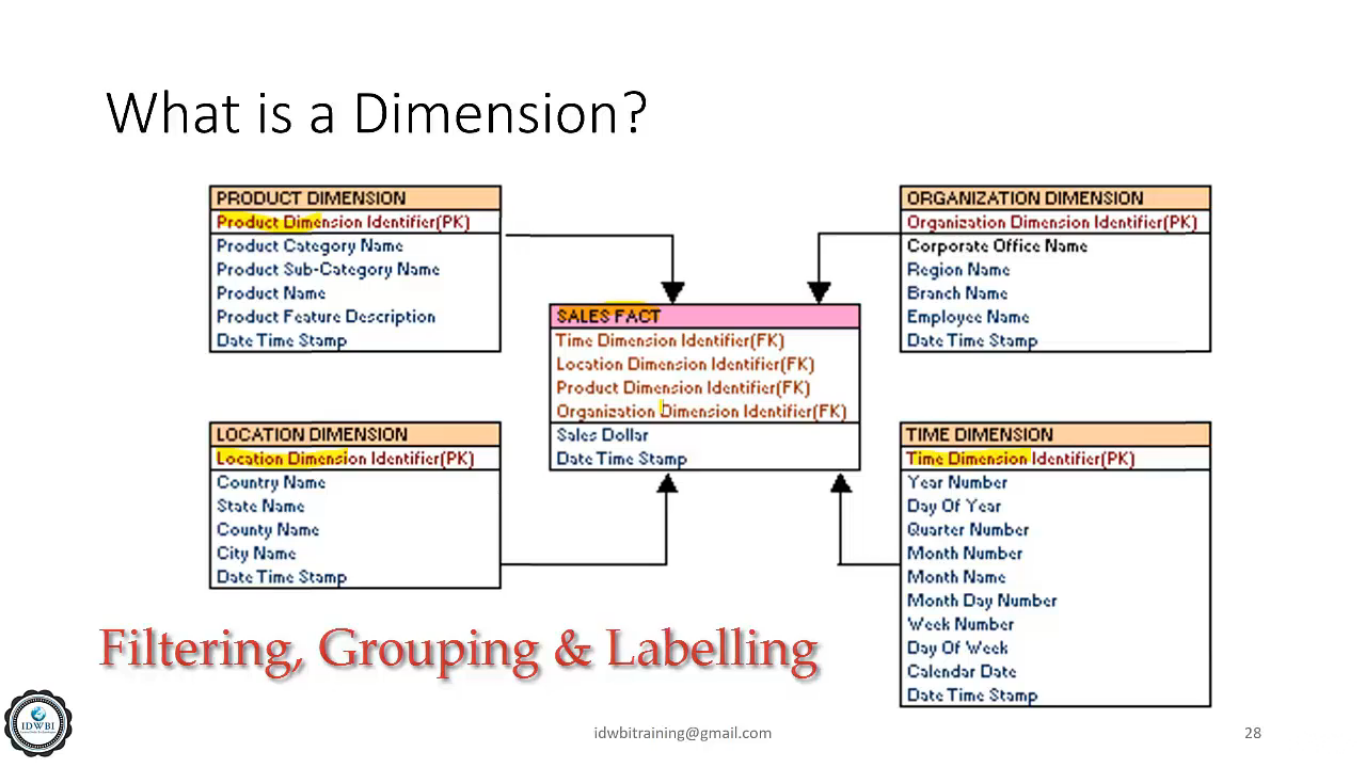 What is a Dimension?
PRODUCT DIMENSION
Product Dimension Identifier(PK)
Product Category Name
Product Sub-Category Name
Product Name
Product Feature Description
Date Time Stamp
ORGANIZATION DIMENSION
Organization Dimension Identifier(PK)
Corporate Office Name
Region Name
Branch Name
Employee Name
Date Time Stamp
SALES FACT
Time Dimension Identifier(FK)
Location Dimension Identifier(FK)
Product Dimension Identifier(FK)
Organization Dimension Identifier(FK)
Sales Dollar
Date Time Stamp
LOCATION DIMENSION
Location Dimension Identifier(PK)
Country Name
State Name
County Name
City Name
Date Time Stamp
TIME DIMENSION
Time Dimension Identifier(PK)
Year Number
Day Of Year
Quarter Number
Month Number
Month Name
Month Day Number
Week Number
Day Of Week
Calendar Date
Date Time Stamp
Filtering, Grouping & Labelling
IDWBI
idwbitraining@gmail.com
28